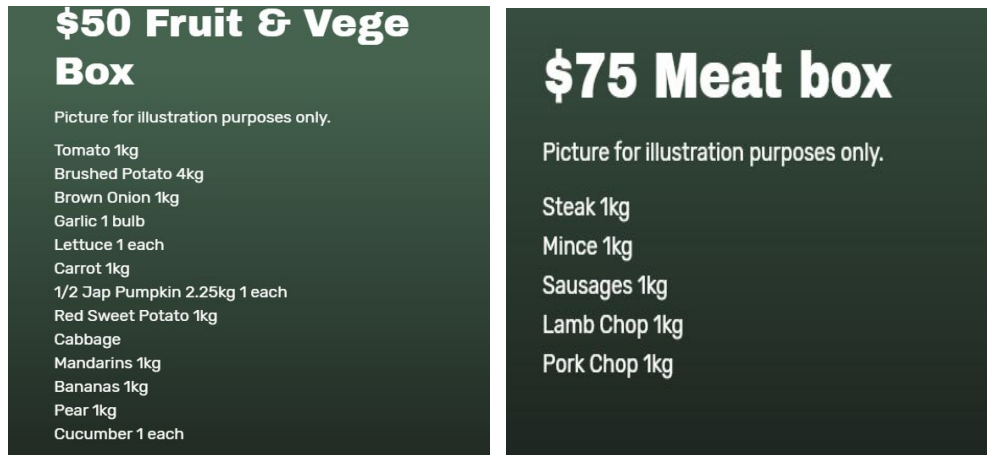 $50 Fruit & Vege
Box
Picture for illustration purposes only.
Tomato 1kg
Brushed Potato 4kg
Brown Onion 1kg
Garlic 1 bulb
Lettuce 1 each
Carrot 1kg
1/2 Jap Pumpkin 2.25kg 1 each
Red Sweet Potato 1kg
Cabbage
Mandarins 1kg
Bananas 1kg
Pear 1kg
Cucumber 1 each
$75 Meat box
Picture for illustration purposes only.
Steak 1kg
Mince 1kg
Sausages 1kg
Lamb Chop 1kg
Pork Chop 1kg